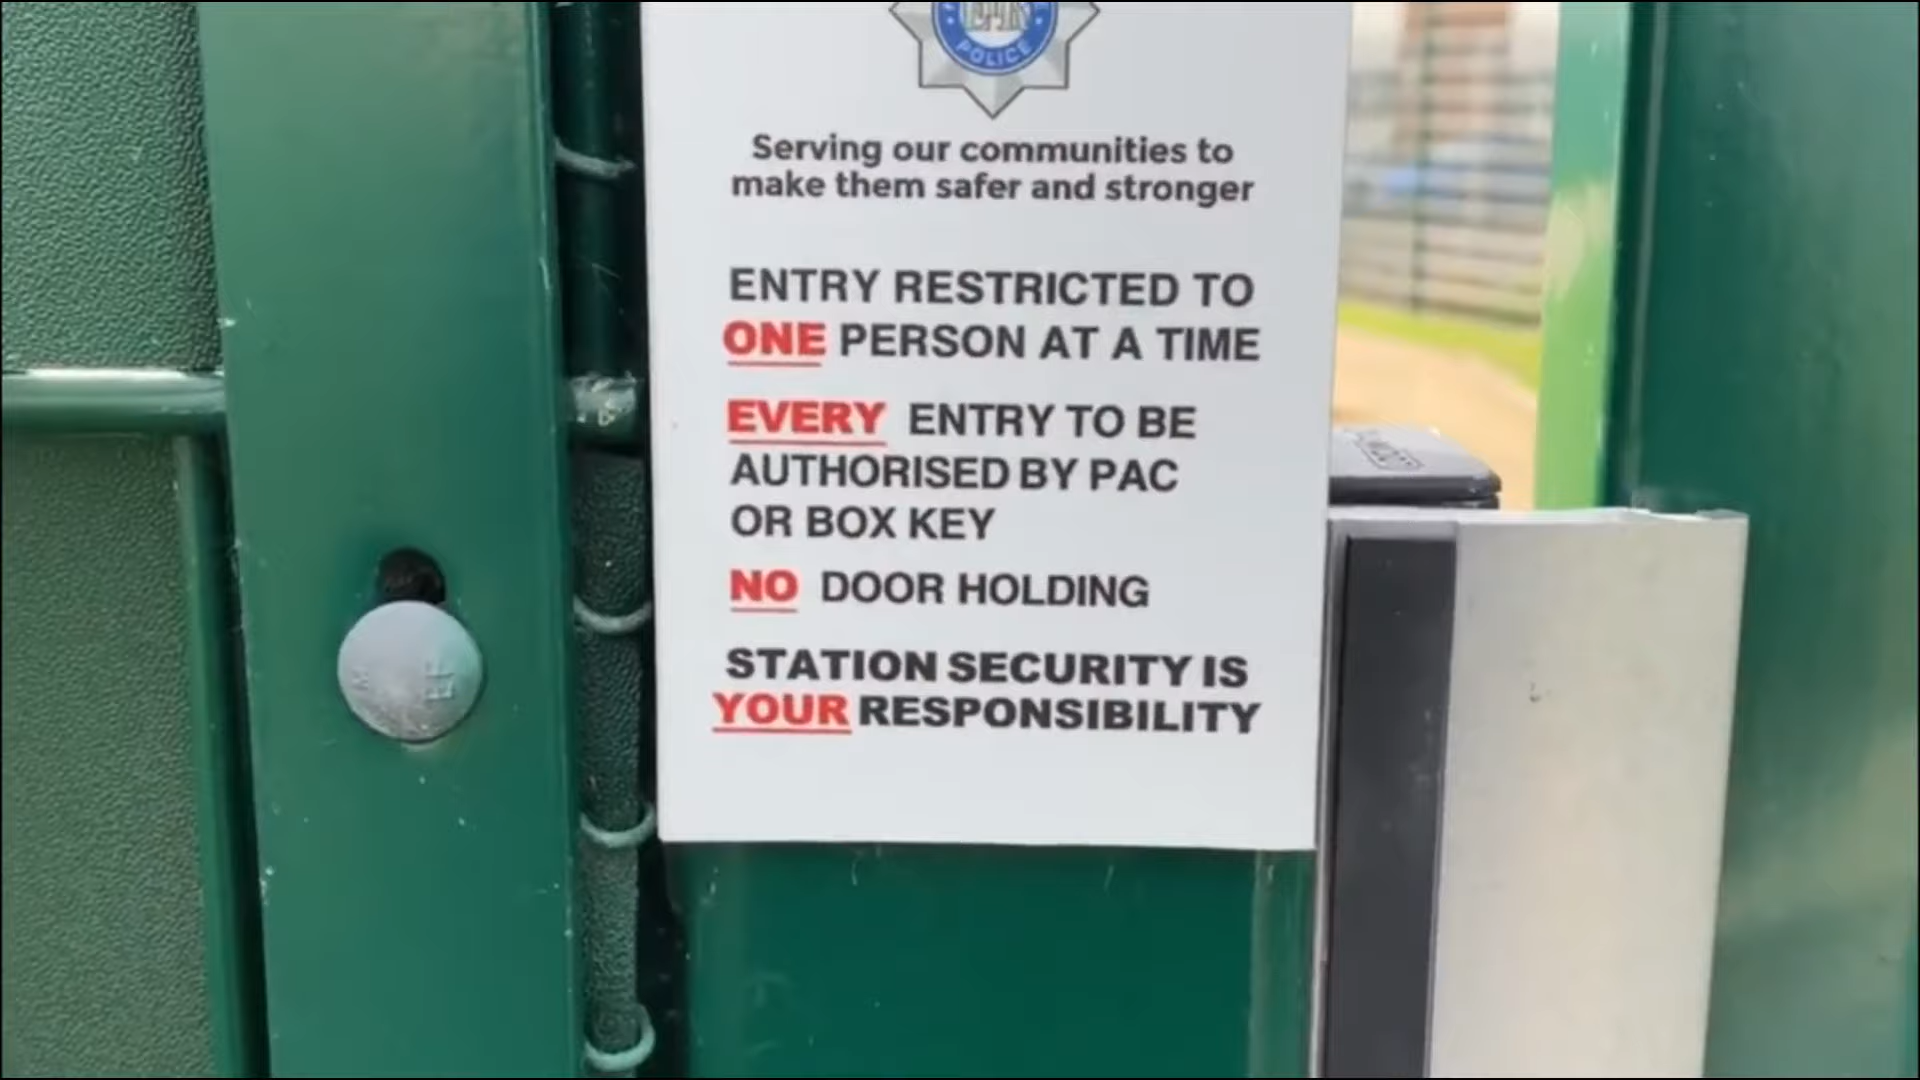 POLICE
Serving our communities to
make them safer and stronger
ENTRY RESTRICTED TO
ONE PERSON AT A TIME
EVERY ENTRY TO BE
AUTHORISED BY PAC
OR BOX KEY
NO DOOR HOLDING
STATION SECURITY IS
YOUR RESPONSIBILITY